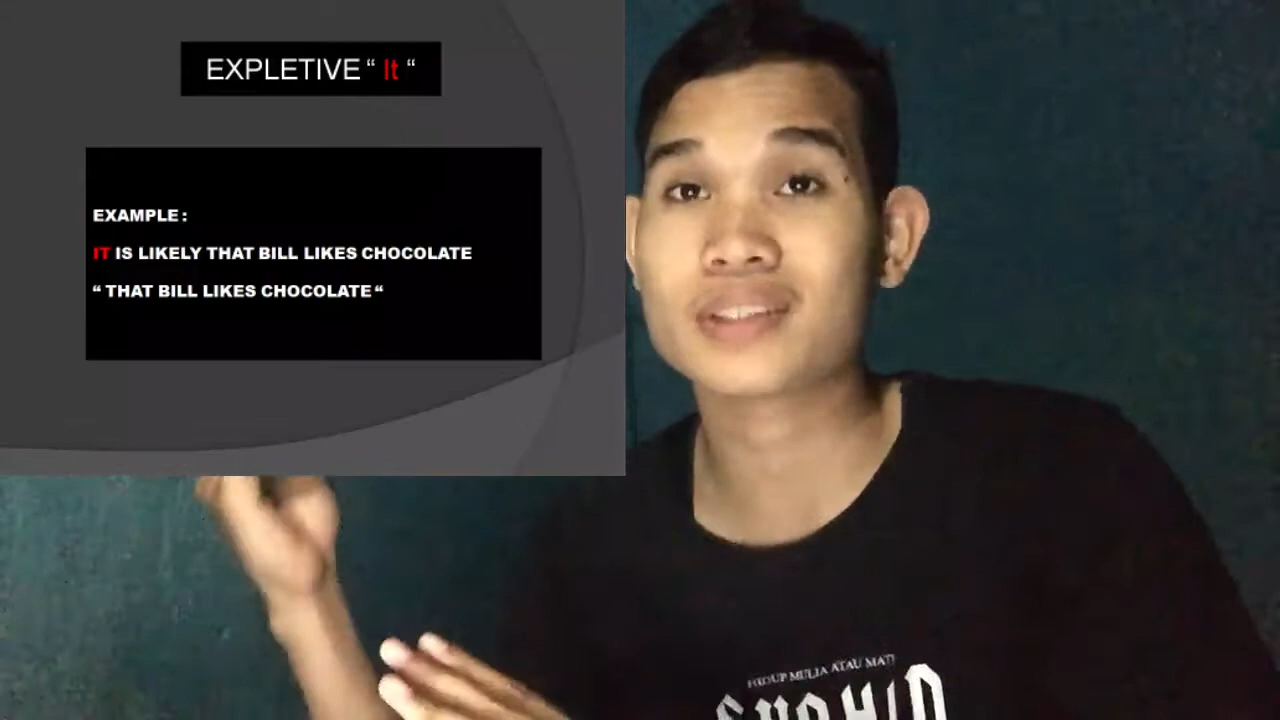 EXPLETIVE “ It “
EXAMPLE :
IT IS LIKELY THAT BILL LIKES CHOCOLATE
“ THAT BILL LIKES CHOCOLATE “
HIDUP MULIA ATAU MATI